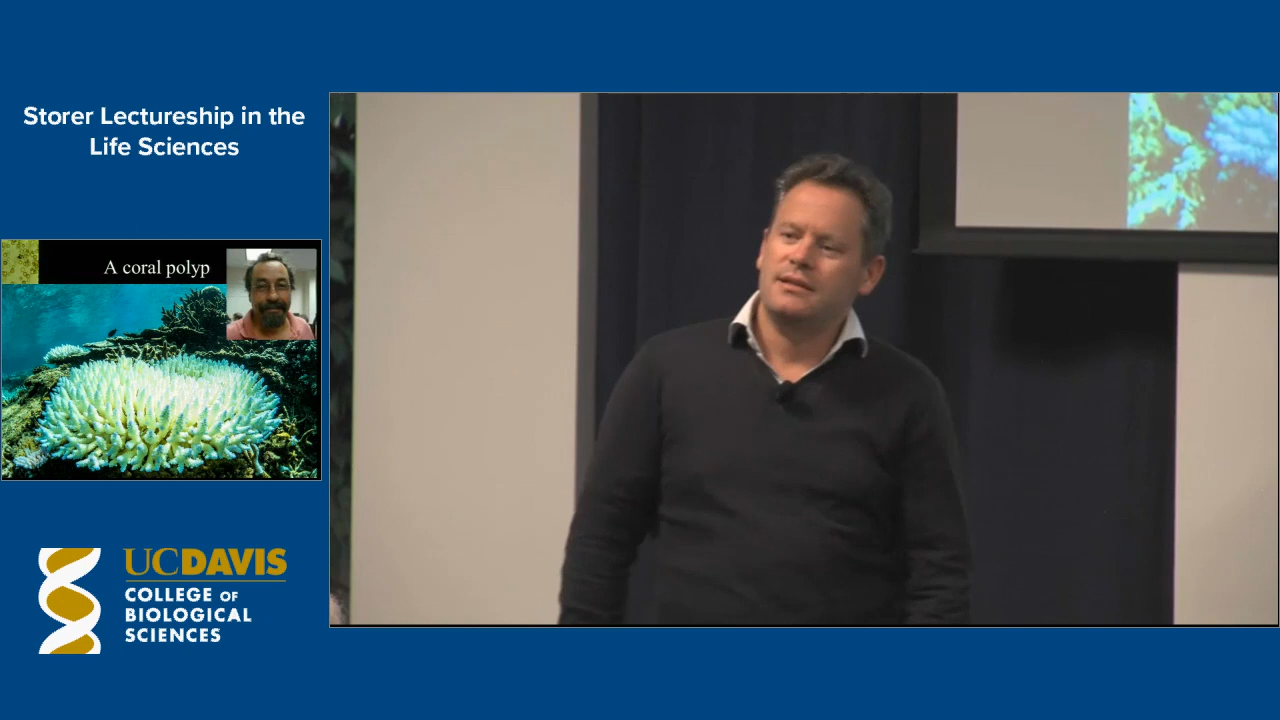 Storer Lectureship in the
Life Sciences
A coral polyp
UCDAVIS
COLLEGE OF
BIOLOGICAL
SCIENCES